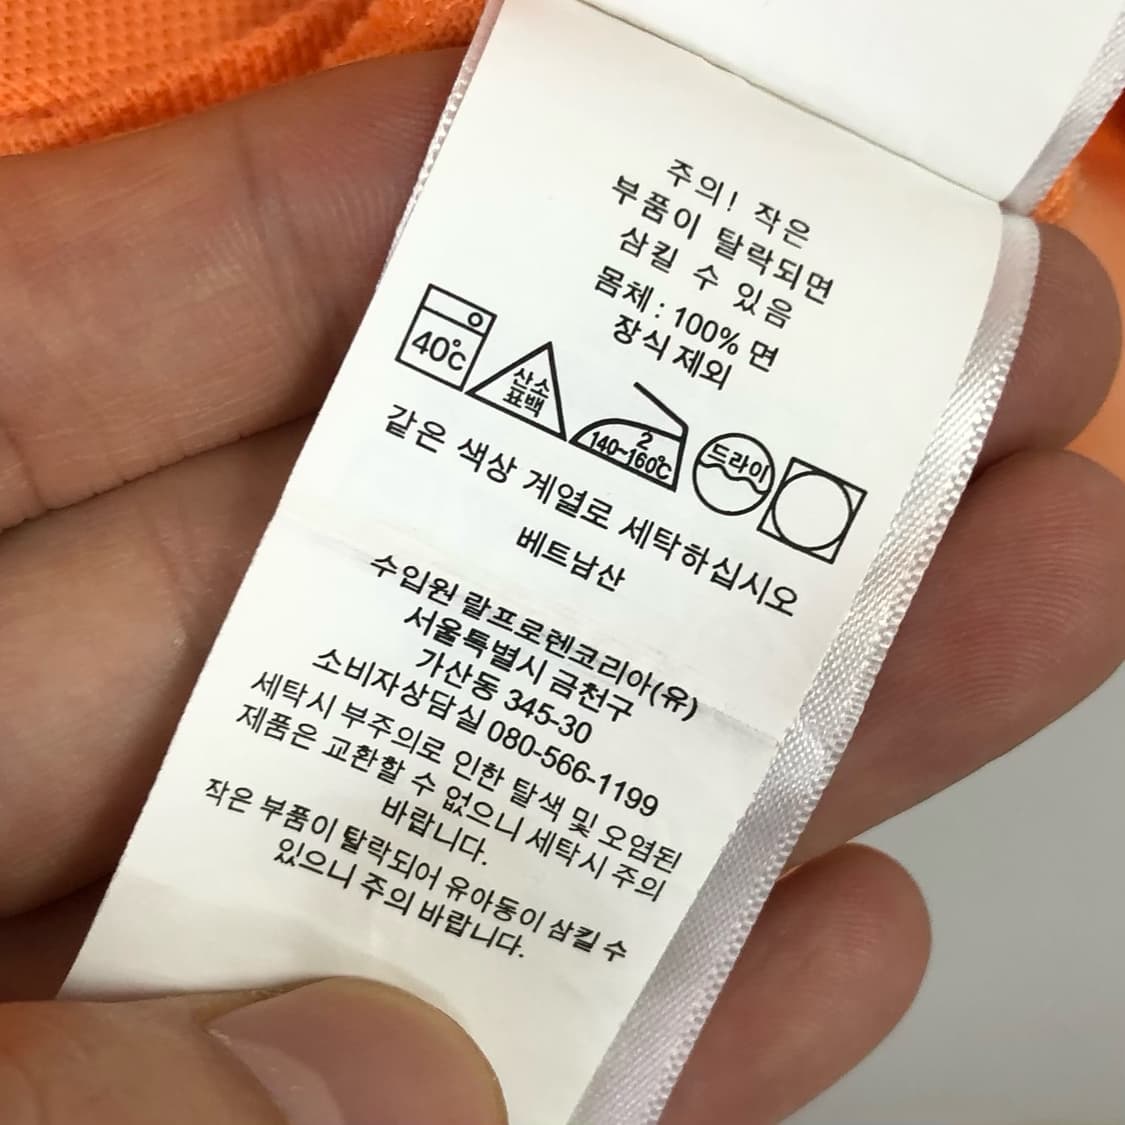 주의! 작은
부품이 탈락되면
삼킬 수 있음
몸체 : 100% 면
장식 제외
40℃
산소
표백
2
140~160℃
드라이
같은 색상 계열로 세탁하십시오
베트남산
수입원 랄프로렌코리아(유)
서울특별시 금천구
가산동 345-30
소비자상담실 080-566-1199
세탁시 부주의로 인한 탈색 및 오염된
제품은 교환할 수 없으니 세탁시 주의
바랍니다.
작은 부품이 탈락되어 유아동이 삼킬 수
있으니 주의 바랍니다.